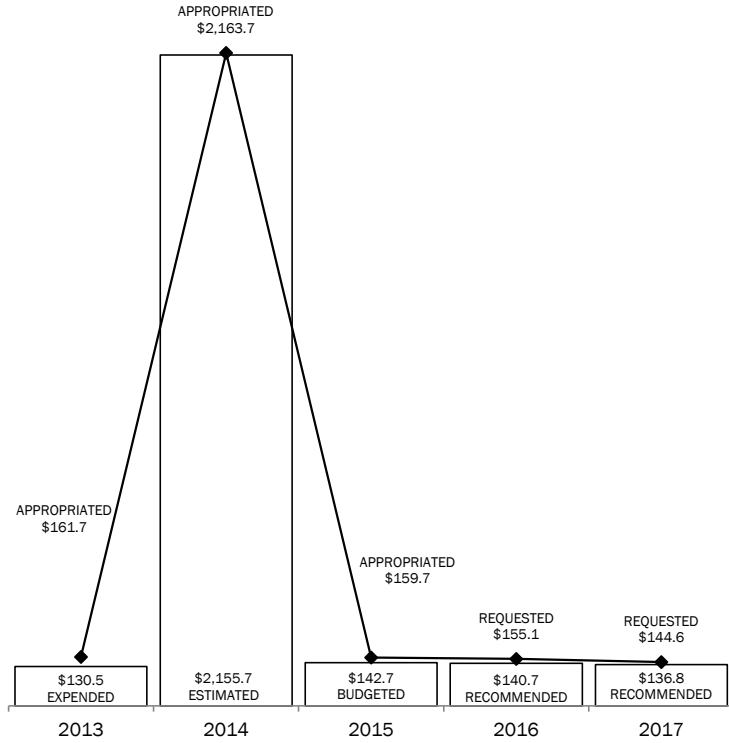 APPROPRIATED
$2,163.7
APPROPRIATED
$161.7
APPROPRIATED
$159.7
REQUESTED
$155.1
REQUESTED
$144.6
$130.5
EXPENDED
$2,155.7
ESTIMATED
$142.7
BUDGETED
$140.7
RECOMMENDED
$136.8
RECOMMENDED
2013
2014
2015
2016
2017